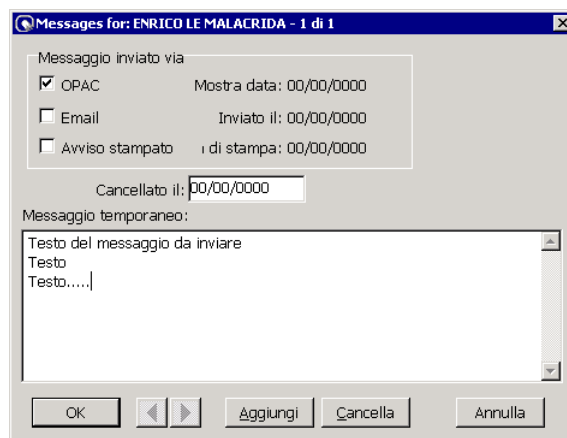 Messages for: ENRICO LE MALACRIDA - 1 di 1
Messaggio inviato via
OPAC Mostra data: 00/00/0000
Email Inviato il: 00/00/0000
Avviso stampato ı di stampa: 00/00/0000
Cancellato il: 00/00/0000
Messaggio temporaneo:
Testo del messaggio da inviare
Testo
Testo.....
OK Aggiungi Cancella Annulla